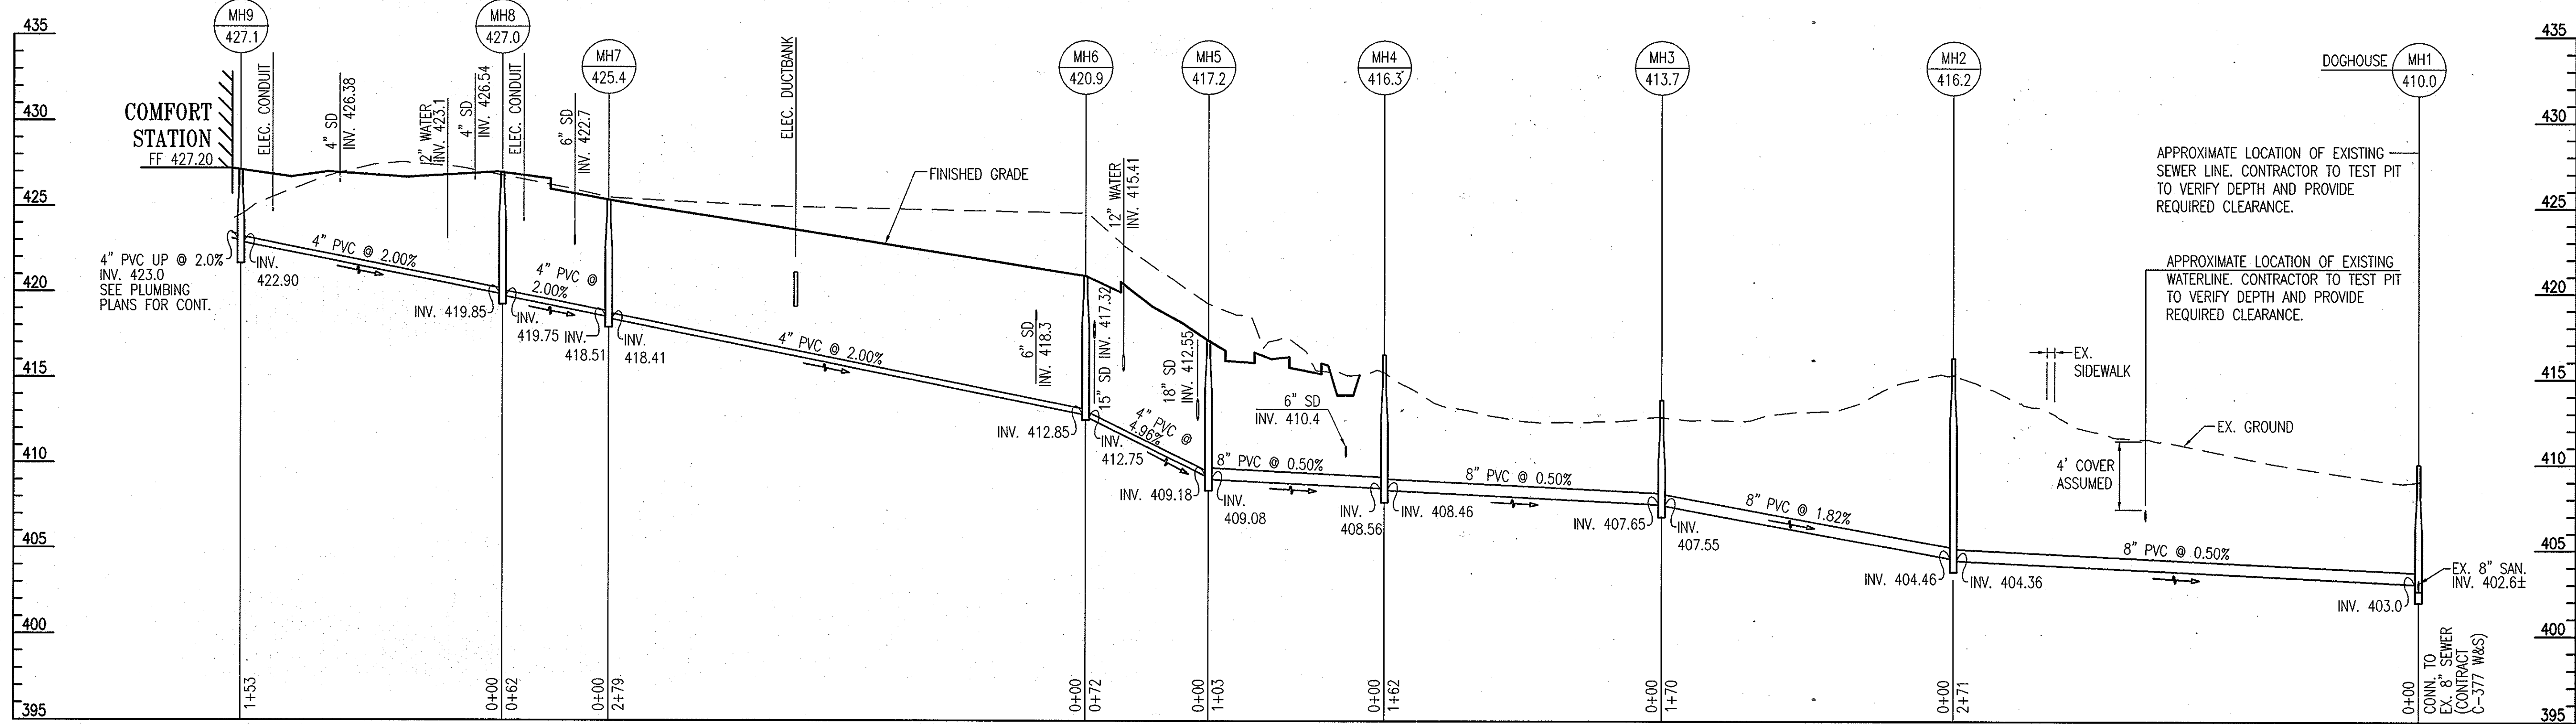 435
430
425
420
415
410
405
400
395
MH9
427.1
MH8
427.0
MH7
425.4
MH6
420.9
MH5
417.2
MH4
416.3
MH3
413.7
MH2
416.2
DOGHOUSE
MH1
410.0
COMFORT
STATION
FF 427.20
ELEC. CONDUIT
4" SD
INV. 426.38
12" WATER
INV. 423.1
4" SD
INV. 426.54
ELEC. CONDUIT
6" SD
INV. 422.7
ELEC. DUCTBANK
FINISHED GRADE
12" WATER
INV. 415.41
4" PVC UP @ 2.0%
INV. 423.0
SEE PLUMBING
PLANS FOR CONT.
INV.
422.90
4" PVC @ 2.00%
INV. 419.85
INV.
419.75
4" PVC @
2.00%
INV.
418.51
INV.
418.41
4" PVC @ 2.00%
6" SD
INV. 418.3
15" SD INV. 417.32
INV. 412.85
INV.
412.75
4" PVC @
4.96%
18" SD
INV. 412.55
INV. 409.18
INV.
409.08
8" PVC @ 0.50%
6" SD
INV. 410.4
INV.
408.56
INV. 408.46
8" PVC @ 0.50%
INV. 407.65
INV.
407.55
8" PVC @ 1.82%
INV. 404.46
INV. 404.36
8" PVC @ 0.50%
INV. 403.0
EX. 8" SAN.
INV. 402.6±
APPROXIMATE LOCATION OF EXISTING
SEWER LINE. CONTRACTOR TO TEST PIT
TO VERIFY DEPTH AND PROVIDE
REQUIRED CLEARANCE.
APPROXIMATE LOCATION OF EXISTING
WATERLINE. CONTRACTOR TO TEST PIT
TO VERIFY DEPTH AND PROVIDE
REQUIRED CLEARANCE.
EX.
SIDEWALK
EX. GROUND
4' COVER
ASSUMED
1+53
0+00
0+62
0+00
2+79
0+00
0+72
0+00
1+03
0+00
1+62
0+00
1+70
0+00
2+71
0+00
CONN. TO
EX. 8" SEWER
(CONTRACT
C-377 W&S)
435
430
425
420
415
410
405
400
395